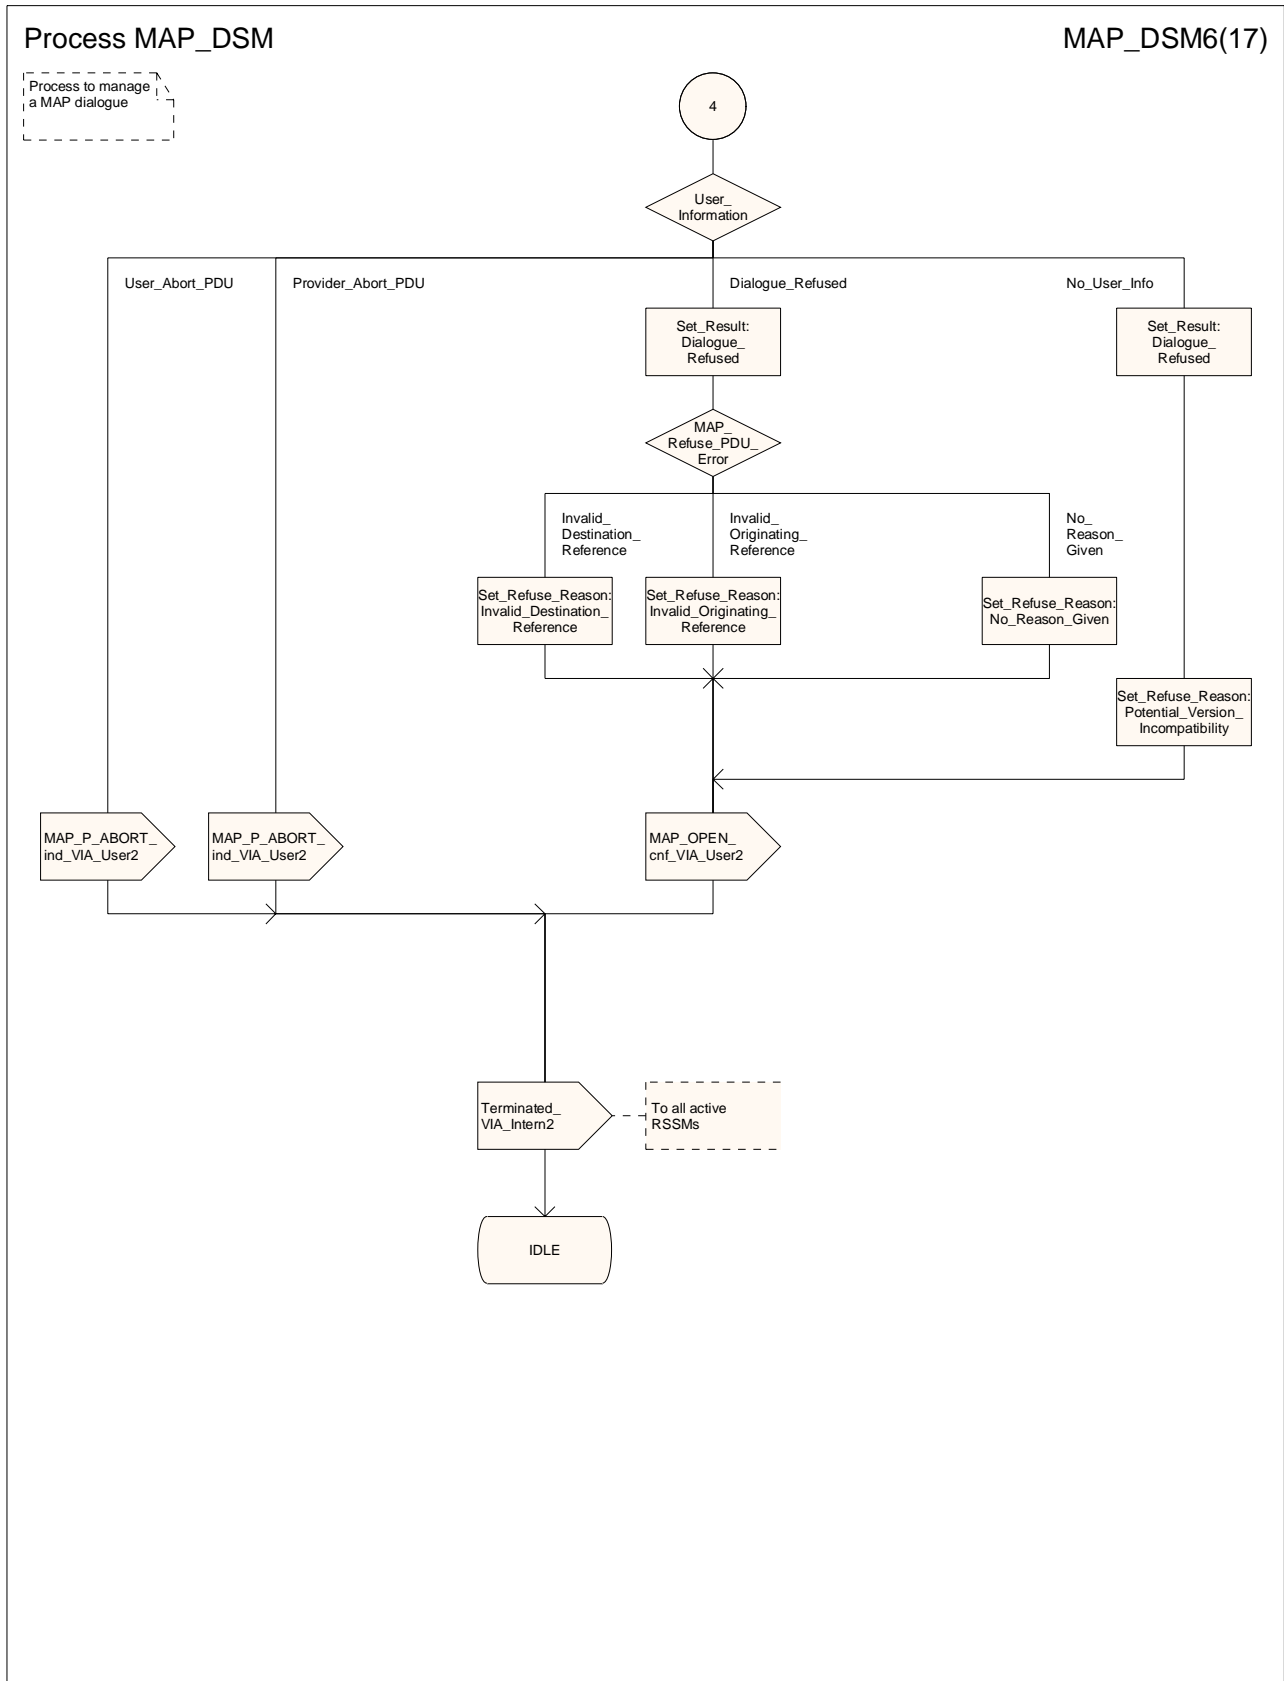 Process MAP_DSM
MAP_DSM6(17)
Process to manage
a MAP dialogue
4
User_
Information
User_Abort_PDU
Provider_Abort_PDU
Dialogue_Refused
No_User_Info
Set_Result:
Dialogue_
Refused
Set_Result:
Dialogue_
Refused
MAP_
Refuse_PDU_
Error
Invalid_
Destination_
Reference
Invalid_
Originating_
Reference
No_
Reason_
Given
Set_Refuse_Reason:
Invalid_Destination_
Reference
Set_Refuse_Reason:
Invalid_Originating_
Reference
Set_Refuse_Reason:
No_Reason_Given
Set_Refuse_Reason:
Potential_Version_
Incompatibility
MAP_P_ABORT_
ind_VIA_User2
MAP_P_ABORT_
ind_VIA_User2
MAP_OPEN_
cnf_VIA_User2
Terminated_
VIA_Intern2
To all active
RSSMs
IDLE